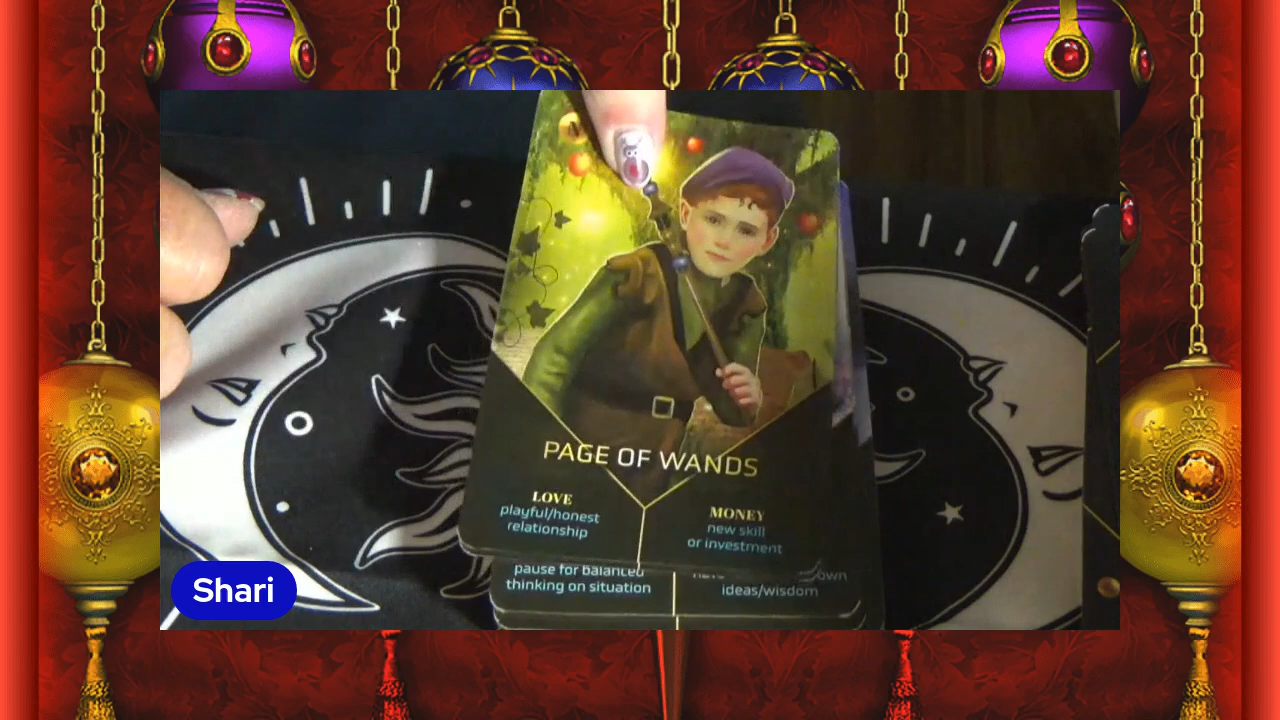 PAGE OF WANDS
LOVE
playful/honest
relationship
MONEY
new skill
or investment
pause for balanced
thinking on situation
own
ideas/wisdom
Shari